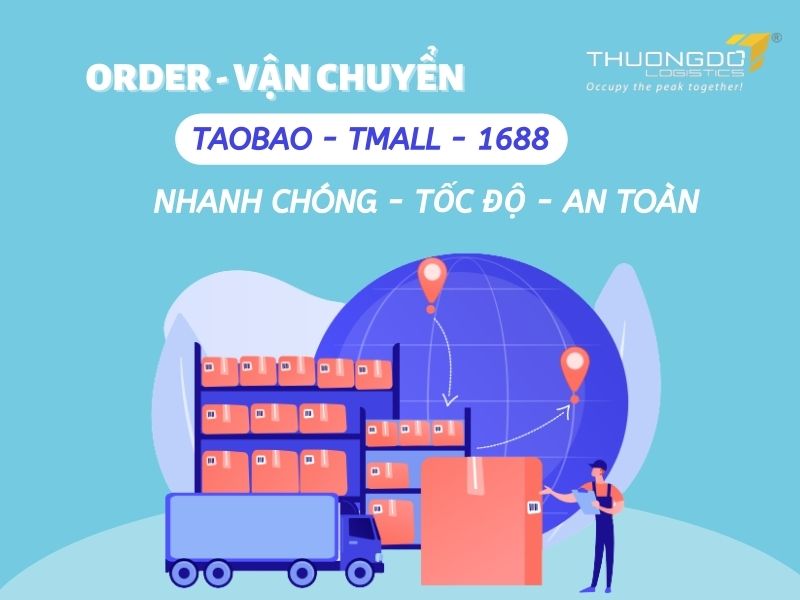 ORDER - VẬN CHUYỂN
THUONGDO
LOGISTICS
®
Occupy the peak together!
TAOBAO - TMALL - 1688
NHANH CHÓNG - TỐC ĐỘ - AN TOÀN